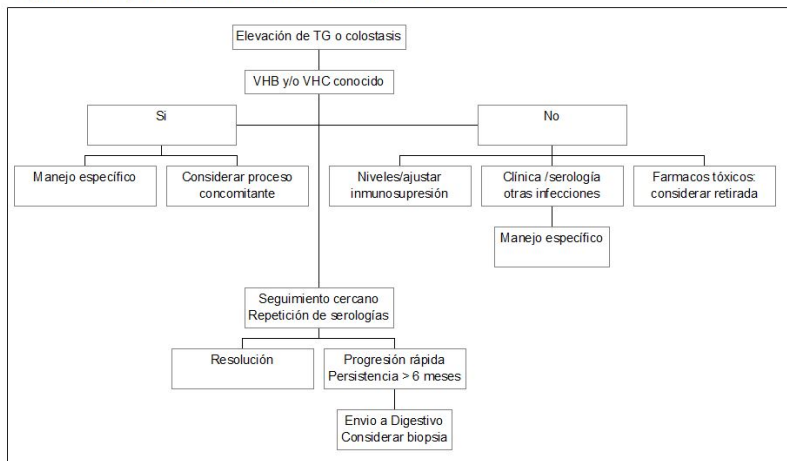 Elevación de TG o colostasis
VHB y/o VHC conocido
Si
No
Manejo específico
Considerar proceso
concomitante
Niveles/ajustar
inmunosupresión
Clínica /serología
otras infecciones
Farmacos tóxicos:
considerar retirada
Manejo específico
Seguimiento cercano
Repetición de serologías
Resolución
Progresión rápida
Persistencia > 6 meses
Envio a Digestivo
Considerar biopsia